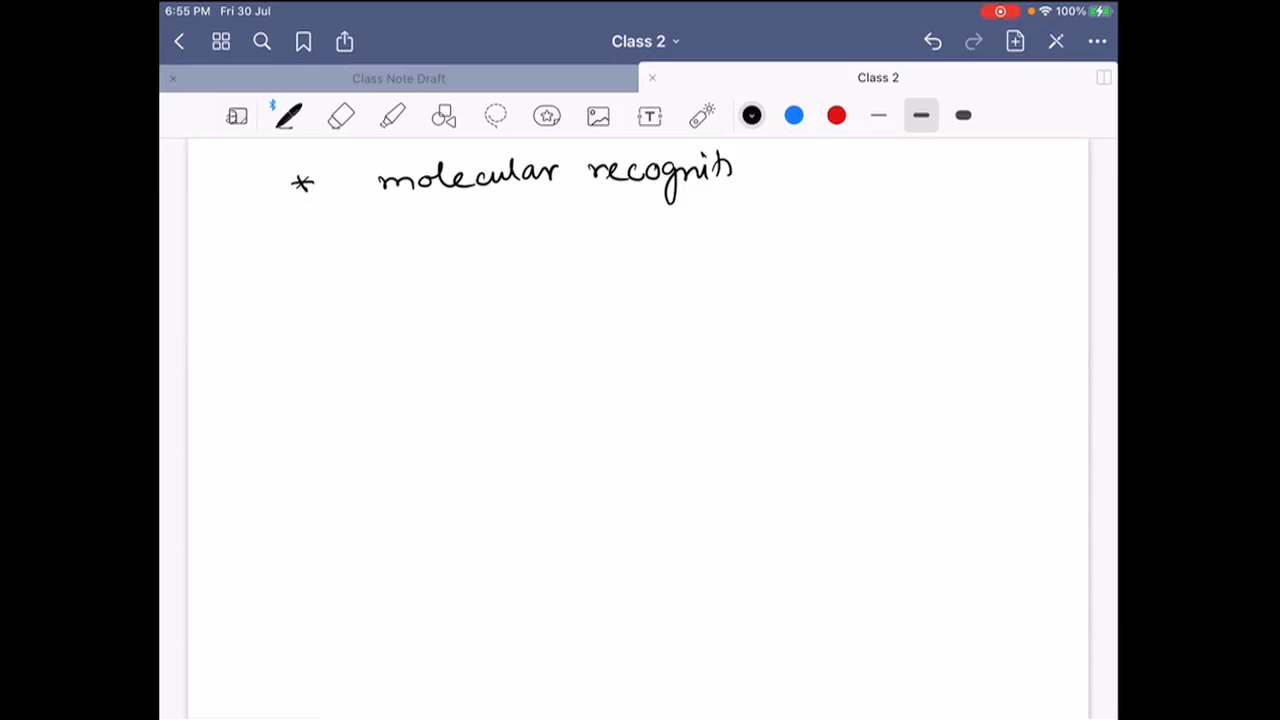 6:55 PM Fri 30 Jul 100%
Class 2
Class Note Draft Class 2
T
* molecular recogniti